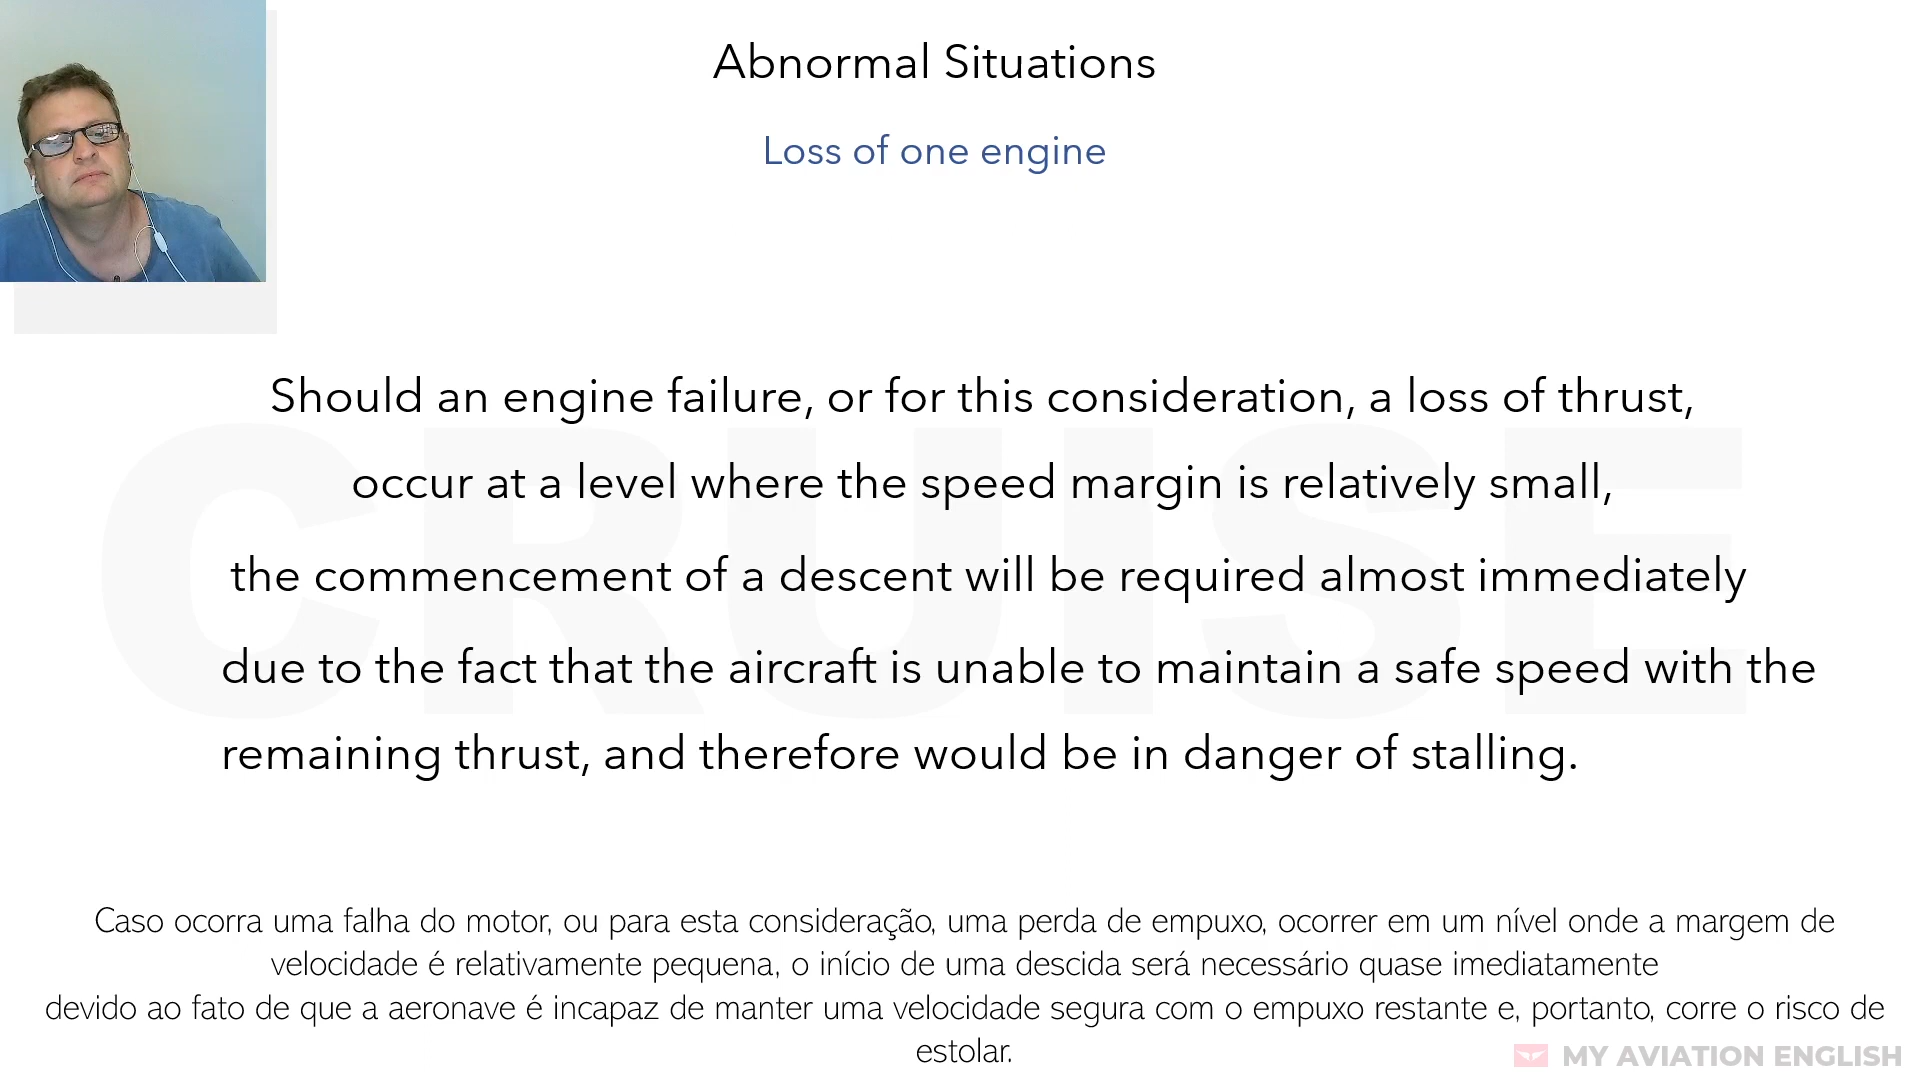 Abnormal Situations
Loss of one engine
CRUISE
Should an engine failure, or for this consideration, a loss of thrust,
occur at a level where the speed margin is relatively small,
the commencement of a descent will be required almost immediately
due to the fact that the aircraft is unable to maintain a safe speed with the
remaining thrust, and therefore would be in danger of stalling.
Caso ocorra uma falha do motor, ou para esta consideração, uma perda de empuxo, ocorrer em um nível onde a margem de
velocidade é relativamente pequena, o início de uma descida será necessário quase imediatamente
devido ao fato de que a aeronave é incapaz de manter uma velocidade segura com o empuxo restante e, portanto, corre o risco de
estolar.
MY AVIATION ENGLISH